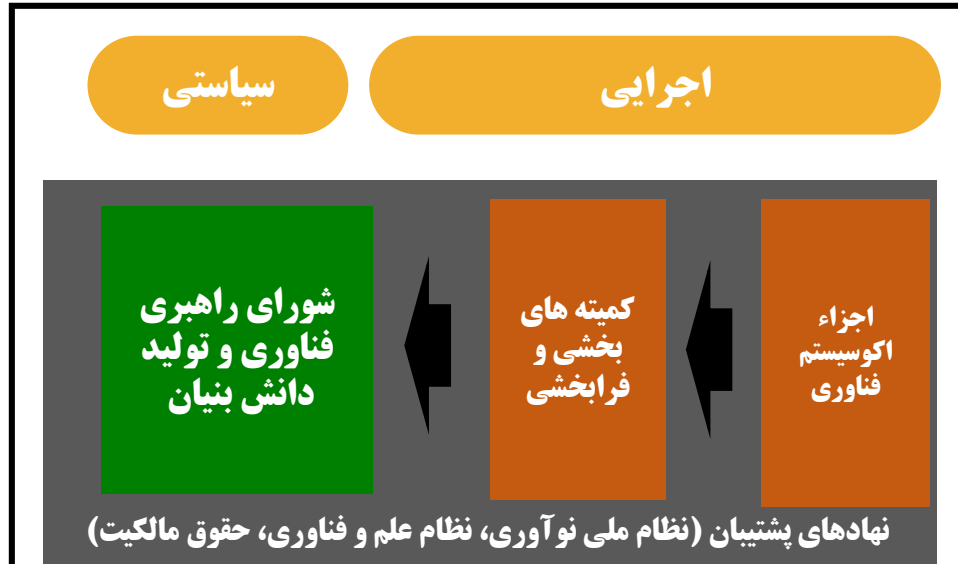 اجرایی
سیاستی
اجزاء
اکوسیستم
فناوری
کمیته های
بخشی و
فرابخشی
شورای راهبری
فناوری و تولید
دانش بنیان
نهادهای پشتیبان (نظام ملی نوآوری، نظام علم و فناوری، حقوق مالکیت)